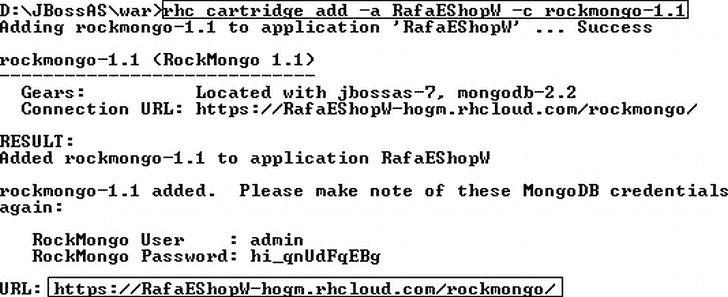 D:\JBossAS\war>rhc cartridge add -a RafaEShopW -c rockmongo-1.1
Adding rockmongo-1.1 to application 'RafaEShopW' ... Success
rockmongo-1.1 (RockMongo 1.1)
-----------------------------
Gears: Located with jbossas-7, mongodb-2.2
Connection URL: https://RafaEShopW-hogm.rhcloud.com/rockmongo/
RESULT:
Added rockmongo-1.1 to application RafaEShopW
rockmongo-1.1 added. Please make note of these MongoDB credentials
again:
RockMongo User : admin
RockMongo Password: hi_qnUdFqEBg
URL: https://RafaEShopW-hogm.rhcloud.com/rockmongo/